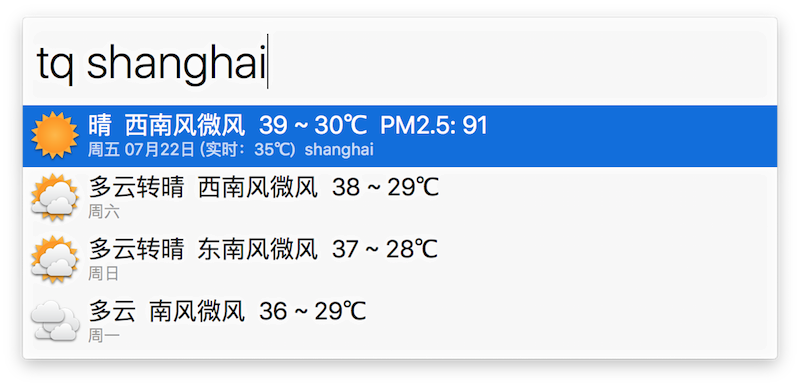 tq shanghai
晴 西南风微风 39 ~ 30℃ PM2.5: 91
周五 07月22日 (实时：35℃) shanghai
多云转晴 西南风微风 38 ~ 29℃
周六
多云转晴 东南风微风 37 ~ 28℃
周日
多云 南风微风 36 ~ 29℃
周一